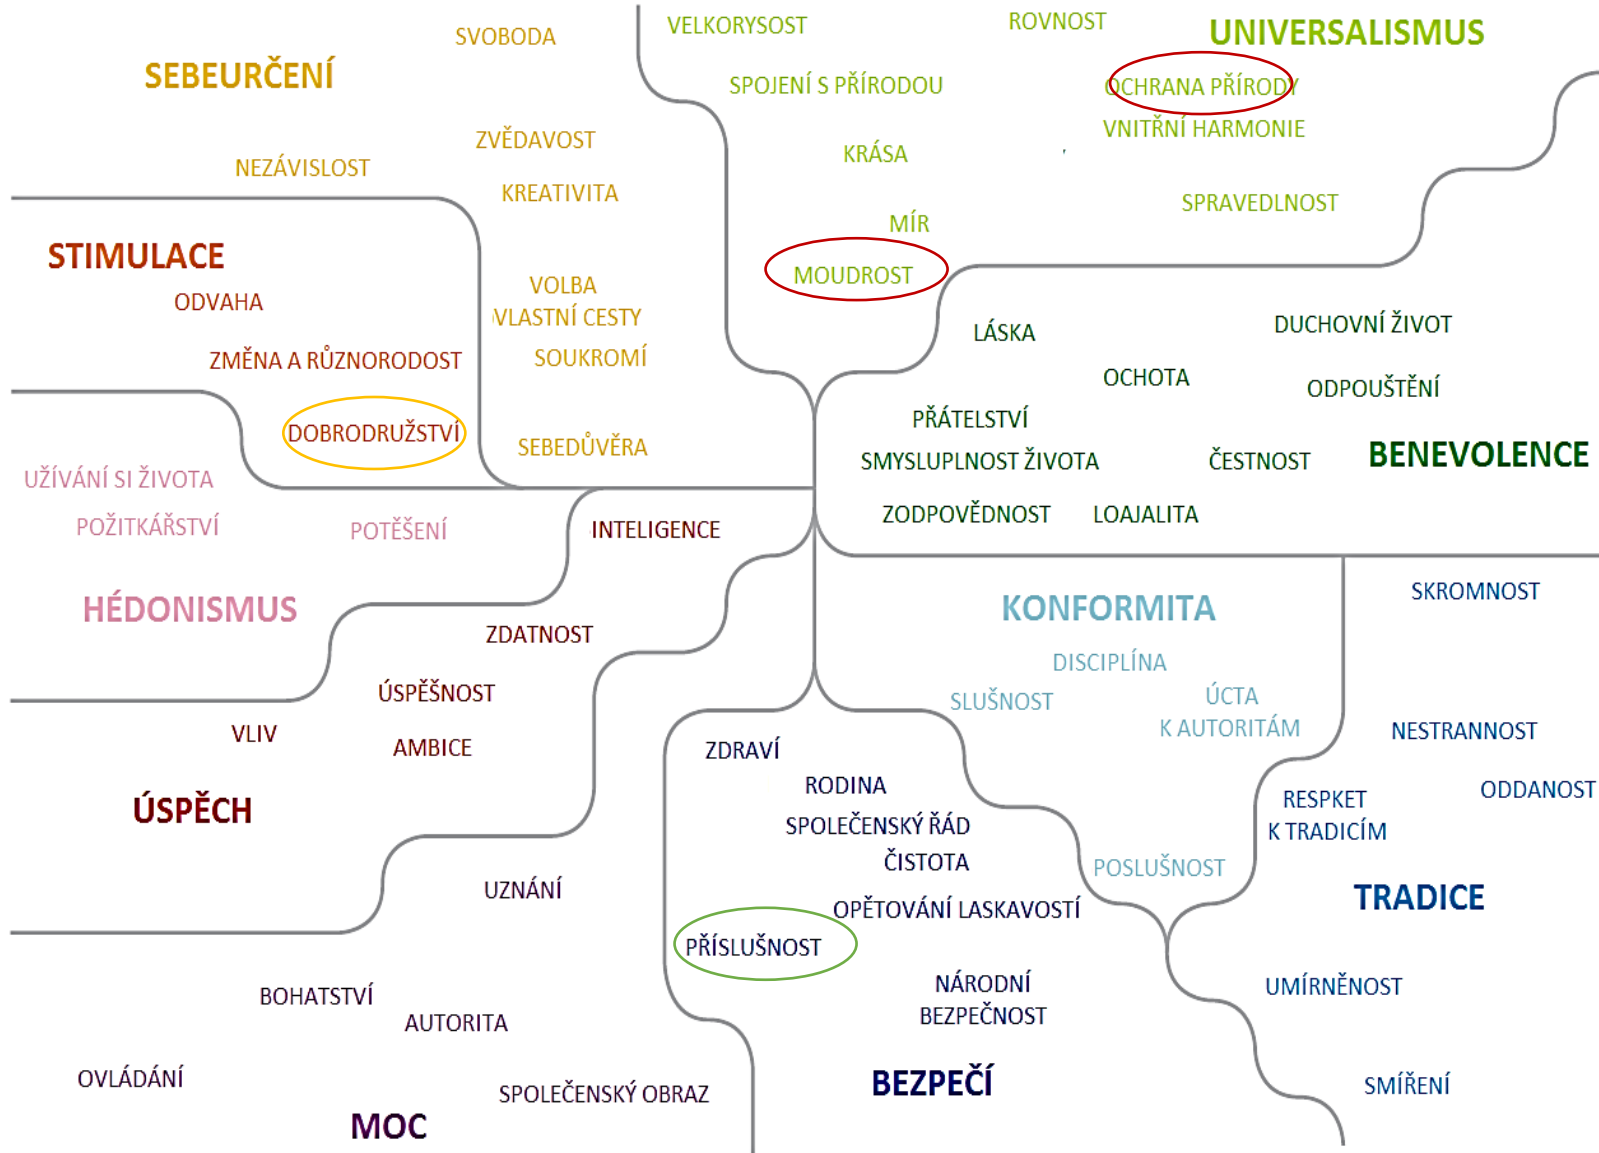 SEBEURČENÍ
SVOBODA
ZVĚDAVOST
NEZÁVISLOST
KREATIVITA
VOLBA
VLASTNÍ CESTY
SOUKROMÍ
SEBEDŮVĚRA
VELKORYSOST
ROVNOST
UNIVERSALISMUS
SPOJENÍ S PŘÍRODOU
OCHRANA PŘÍRODY
VNITŘNÍ HARMONIE
KRÁSA
SPRAVEDLNOST
MÍR
MOUDROST
STIMULACE
ODVAHA
ZMĚNA A RŮZNORODOST
DOBRODRUŽSTVÍ
LÁSKA
DUCHOVNÍ ŽIVOT
OCHOTA
ODPOUŠTĚNÍ
PŘÁTELSTVÍ
SMYSLUPLNOST ŽIVOTA
ČESTNOST
BENEVOLENCE
ZODPOVĚDNOST
LOAJALITA
UŽÍVÁNÍ SI ŽIVOTA
POŽITKÁŘSTVÍ
POTĚŠENÍ
HÉDONISMUS
INTELIGENCE
ZDATNOST
ÚSPĚŠNOST
VLIV
AMBICE
ÚSPĚCH
KONFORMITA
DISCIPLÍNA
SLUŠNOST
ÚCTA
K AUTORITÁM
POSLUŠNOST
SKROMNOST
NESTRANNOST
ODDANOST
RESPKET
K TRADICÍM
TRADICE
UMÍRNĚNOST
SMÍŘENÍ
ZDRAVÍ
RODINA
SPOLEČENSKÝ ŘÁD
ČISTOTA
OPĚTOVÁNÍ LASKAVOSTÍ
PŘÍSLUŠNOST
NÁRODNÍ
BEZPEČNOST
BEZPEČÍ
UZNÁNÍ
BOHATSTVÍ
AUTORITA
OVLÁDÁNÍ
SPOLEČENSKÝ OBRAZ
MOC